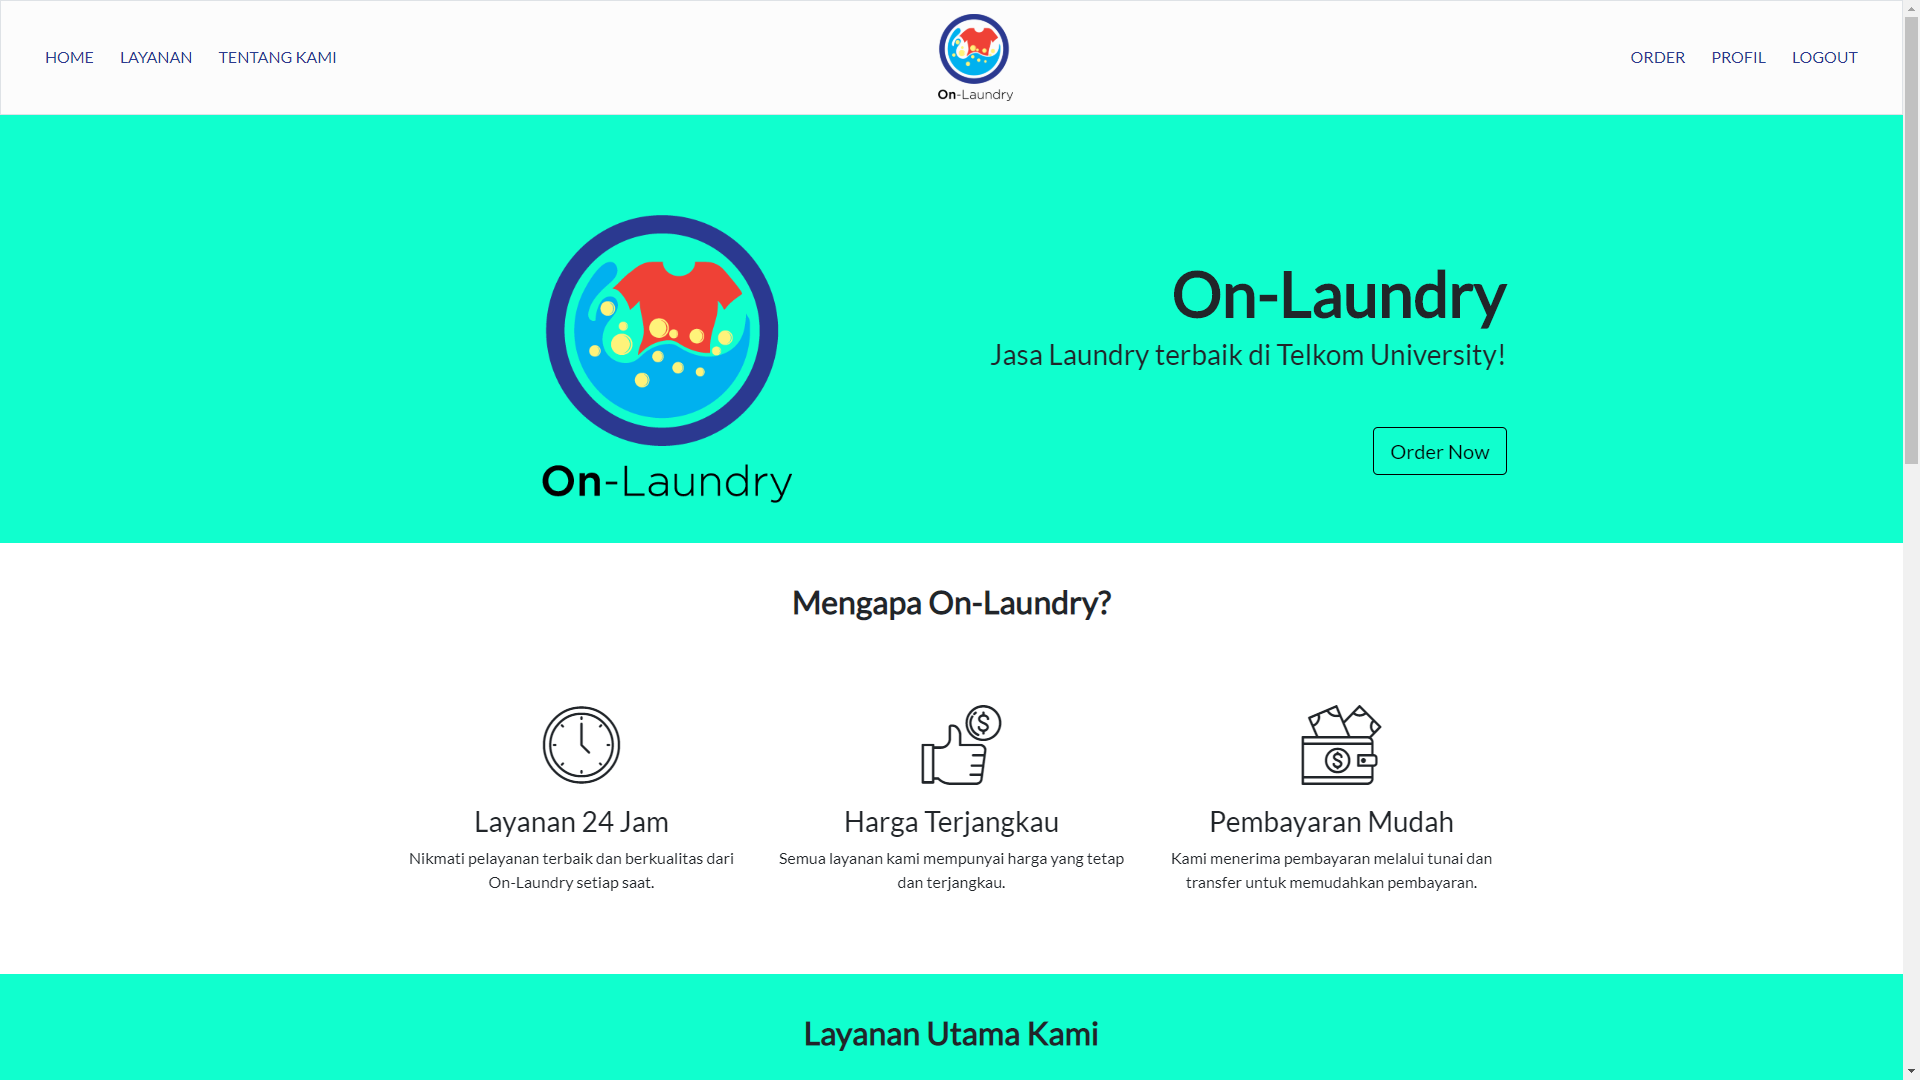 HOME LAYANAN TENTANG KAMI
On-Laundry
ORDER PROFIL LOGOUT
On-Laundry
On-Laundry
Jasa Laundry terbaik di Telkom University!
Order Now
Mengapa On-Laundry?
Layanan 24 Jam
Nikmati pelayanan terbaik dan berkualitas dari
On-Laundry setiap saat.
Harga Terjangkau
Semua layanan kami mempunyai harga yang tetap
dan terjangkau.
Pembayaran Mudah
Kami menerima pembayaran melalui tunai dan
transfer untuk memudahkan pembayaran.
Layanan Utama Kami